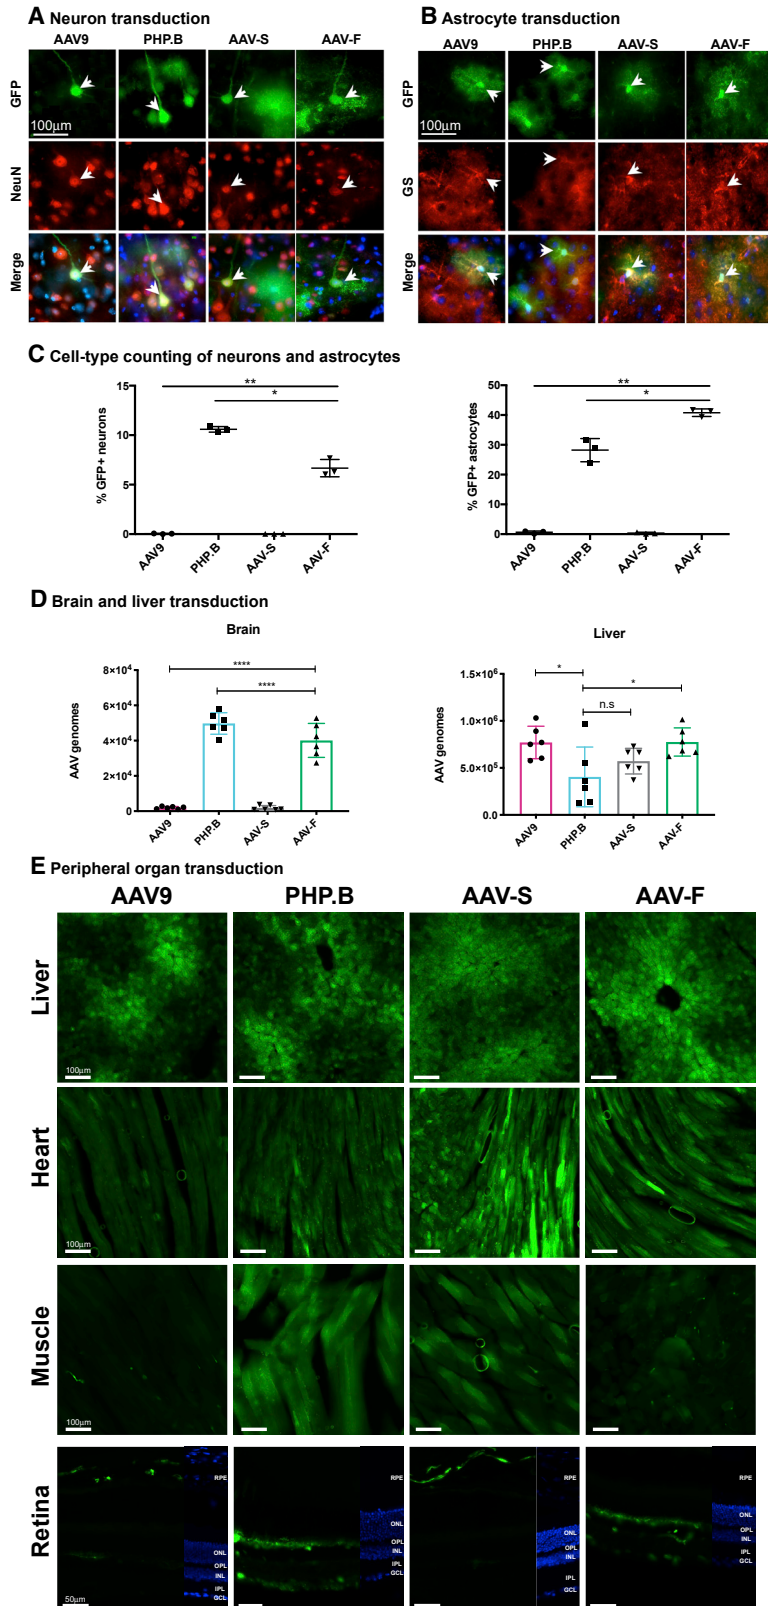 A Neuron transduction
AAV9 PHP.B AAV-S AAV-F
GFP
100µm
NeuN
Merge
B Astrocyte transduction
AAV9 PHP.B AAV-S AAV-F
GFP
100µm
GS
Merge
C Cell-type counting of neurons and astrocytes
**
*
15
10
5
0
% GFP+ neurons
AAV9 PHP.B AAV-S AAV-F
**
*
50
40
30
20
10
0
% GFP+ astrocytes
AAV9 PHP.B AAV-S AAV-F
D Brain and liver transduction
Brain
****
****
8×10⁴
6×10⁴
4×10⁴
2×10⁴
0
AAV genomes
AAV9 PHP.B AAV-S AAV-F
Liver
* *
n.s
1.5×10⁶
1.0×10⁶
5.0×10⁵
0.0
AAV genomes
AAV9 PHP.B AAV-S AAV-F
E Peripheral organ transduction
AAV9 PHP.B AAV-S AAV-F
Liver
100µm
Heart
100µm
Muscle
100µm
Retina
RPE
ONL
OPL
INL
IPL
GCL
50µm
RPE
ONL
OPL
INL
IPL
GCL
RPE
ONL
OPL
INL
IPL
GCL
RPE
ONL
OPL
INL
IPL
GCL